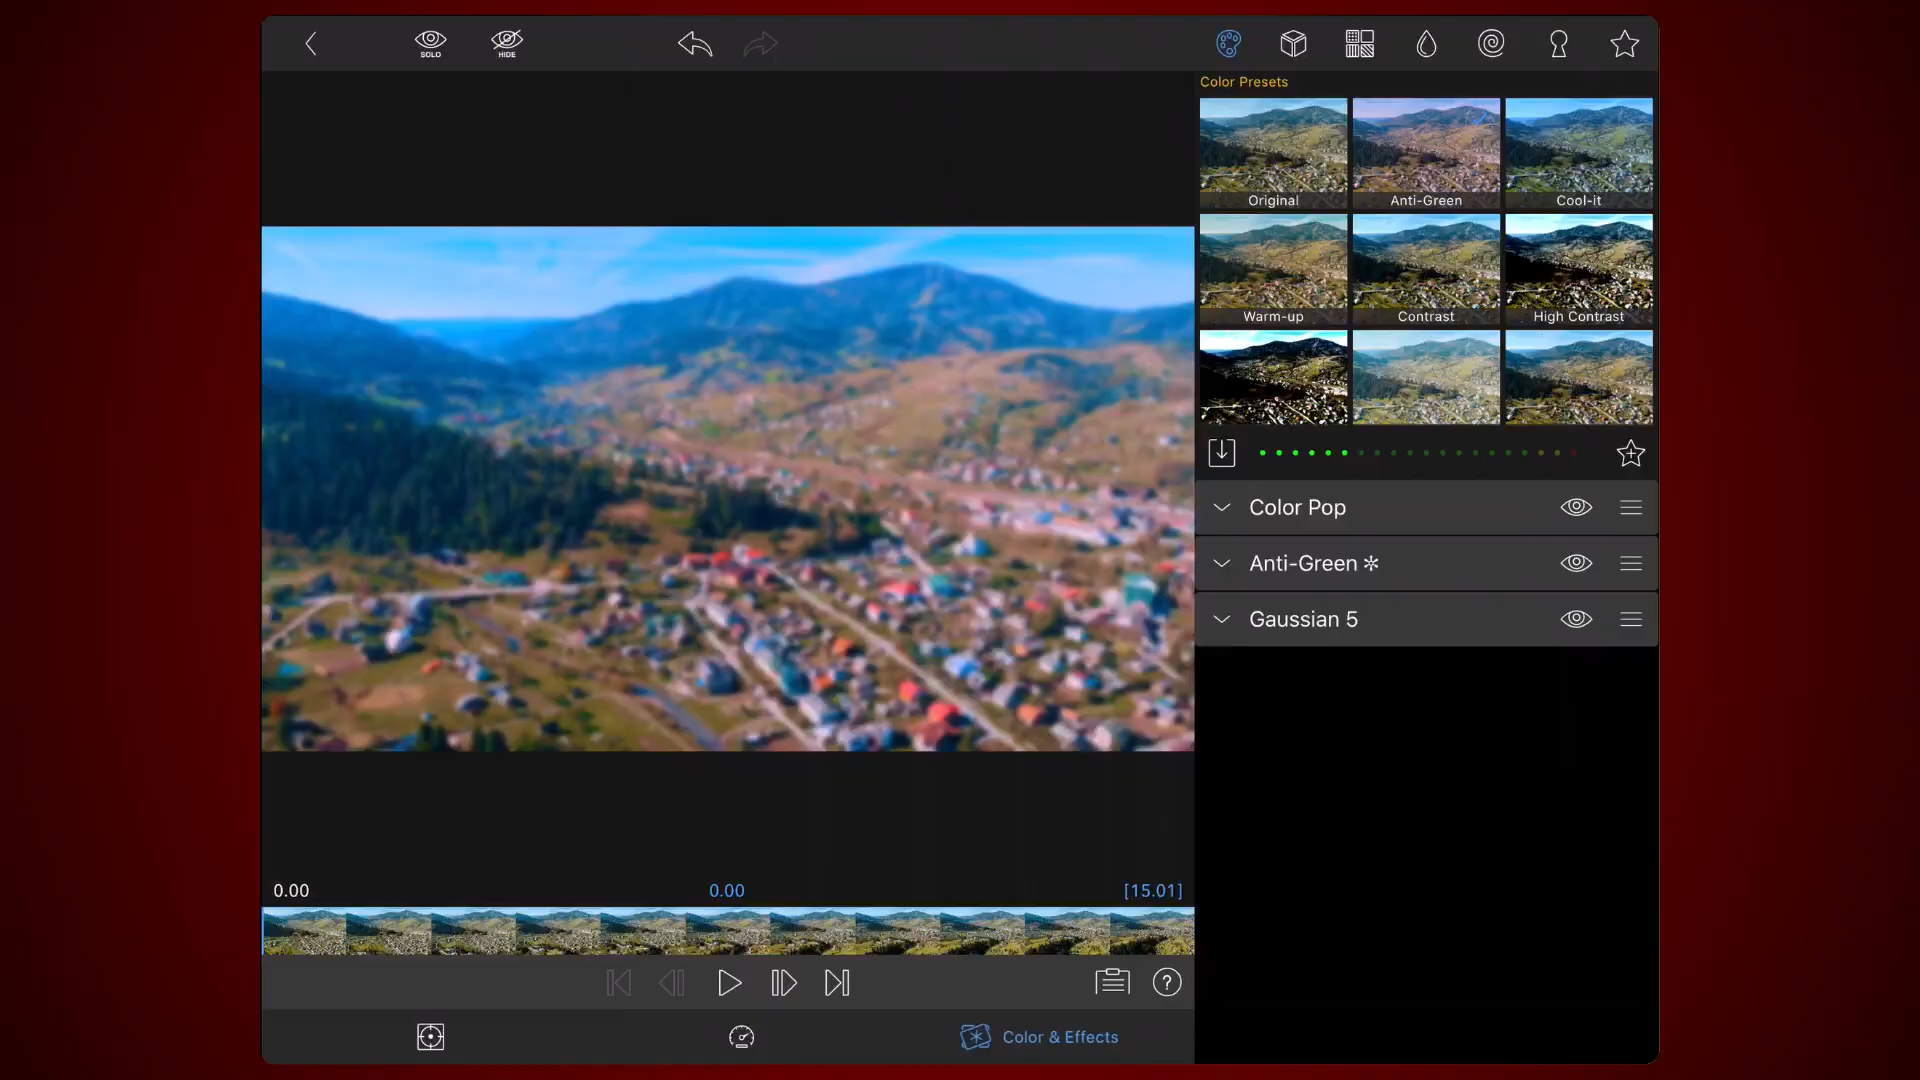 SOLO
HIDE
Color Presets
Original
Anti-Green
Cool-it
Warm-up
Contrast
High Contrast
Color Pop
Anti-Green ✻
Gaussian 5
0.00
0.00
[15.01]
?
Color & Effects